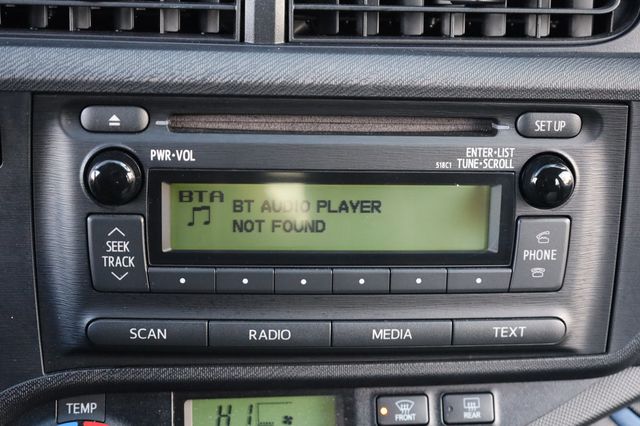 SET UP
PWR•VOL
ENTER•LIST
518C1 TUNE•SCROLL
BTA
BT AUDIO PLAYER
NOT FOUND
SEEK
TRACK
PHONE
SCAN
RADIO
MEDIA
TEXT
TEMP
HI
FRONT
REAR